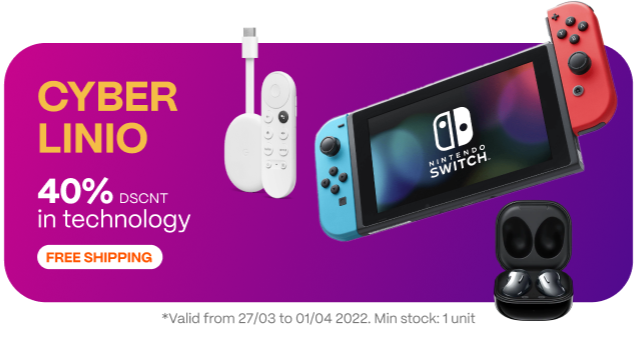 CYBER
LINIO
40% DSCNT
in technology
FREE SHIPPING
NINTENDO
SWITCH™
*Valid from 27/03 to 01/04 2022. Min stock: 1 unit